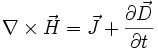 ∇ × H⃗ = J⃗ + ∂D⃗/∂t